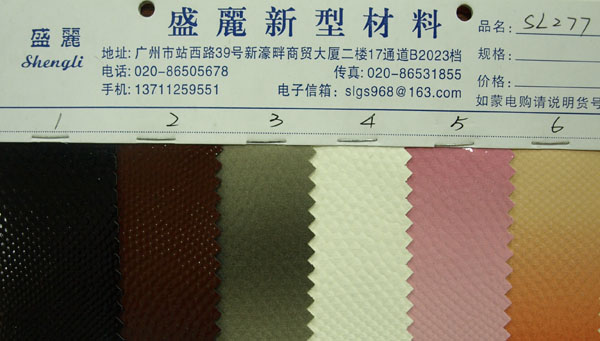 盛麗
Shengli
盛麗新型材料
地址: 广州市站西路39号新濠畔商贸大厦二楼17通道B2023档
电话: 020-86505678 传真: 020-86531855
手机: 13711259551 电子信箱: slgs968@163.com
品名: SL277
规格:
价格:
如蒙电购请说明货号
1 2 3 4 5 6